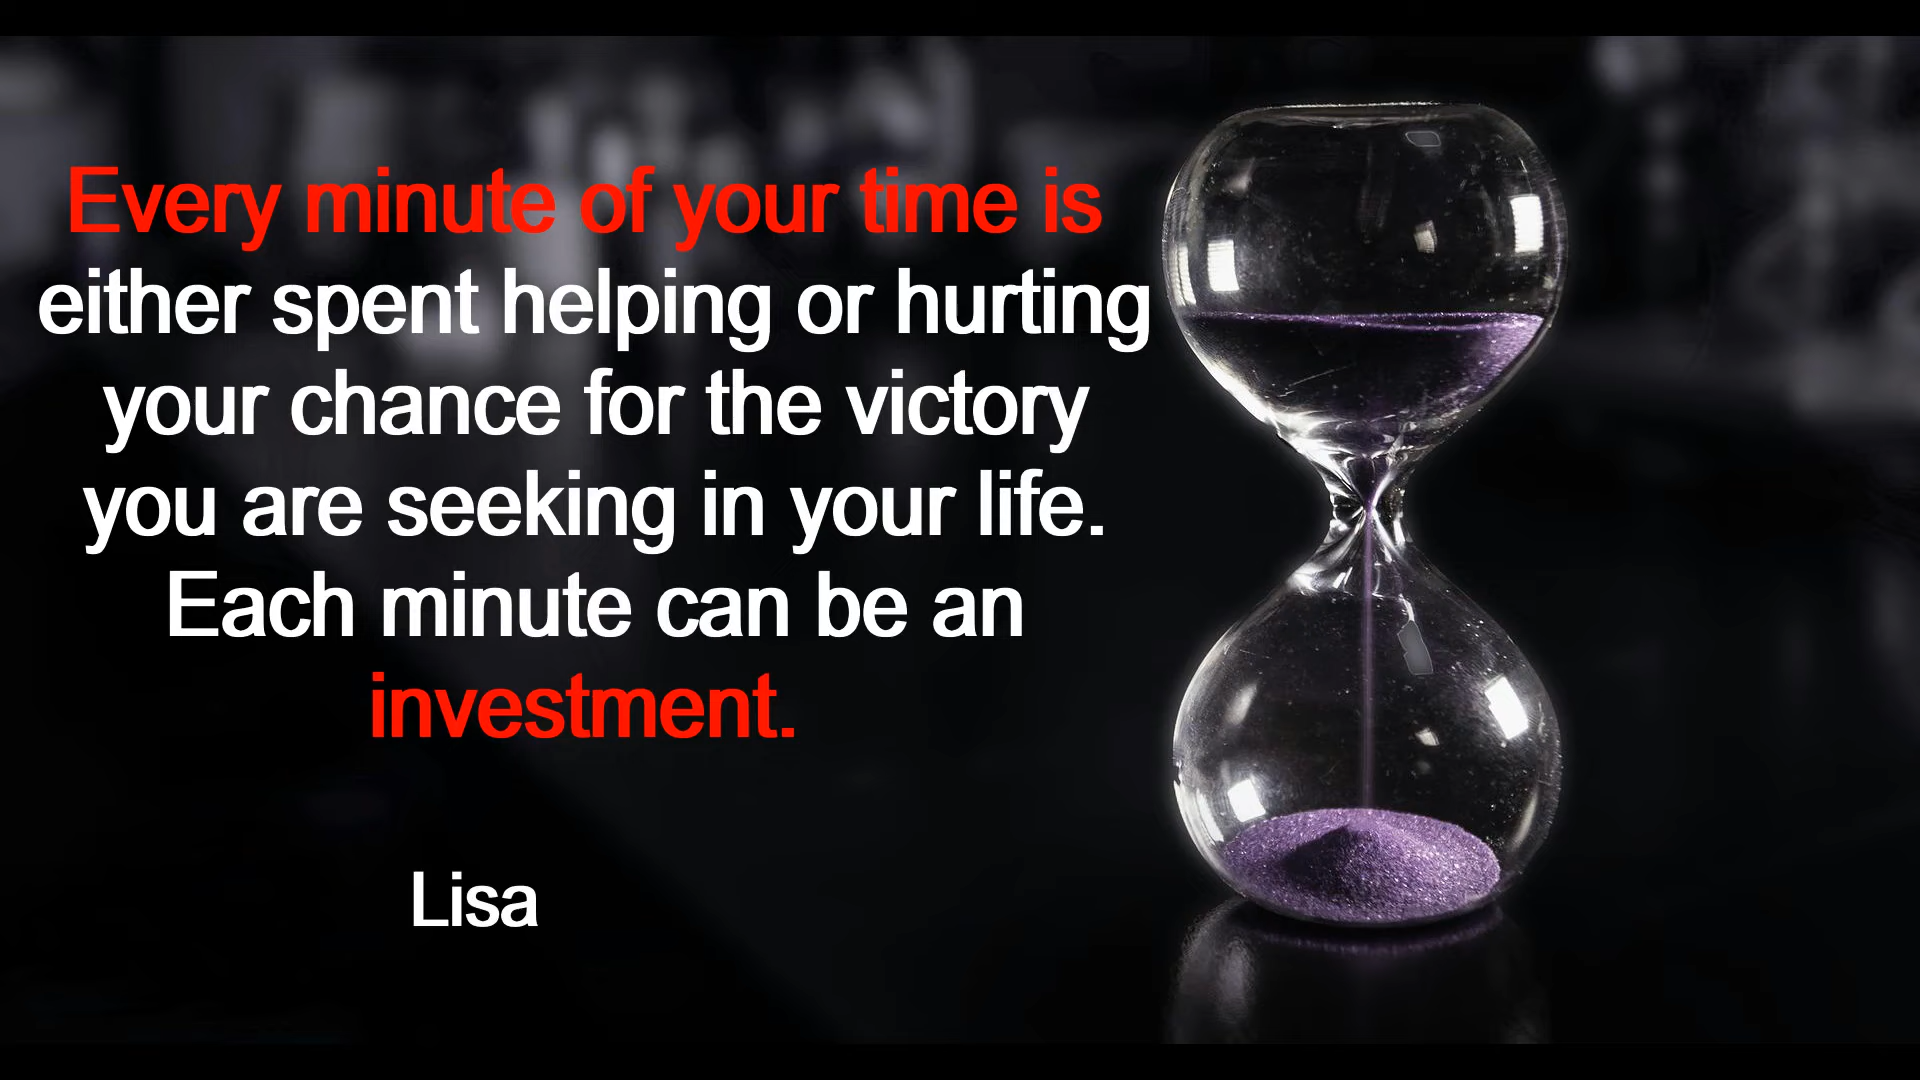 Every minute of your time is
either spent helping or hurting
your chance for the victory
you are seeking in your life.
Each minute can be an
investment.
Lisa